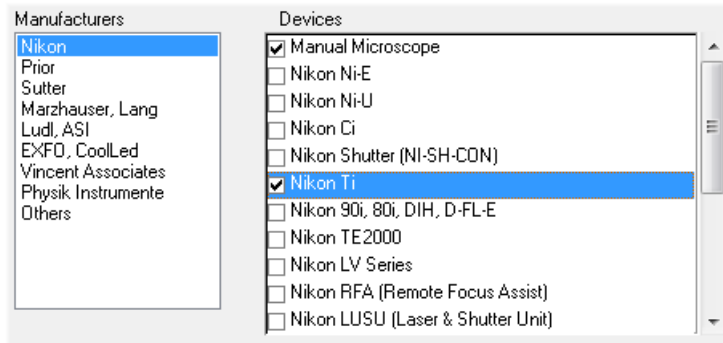 Manufacturers
Nikon
Prior
Sutter
Marzhauser, Lang
Ludl, ASI
EXFO, CoolLed
Vincent Associates
Physik Instrumente
Others
Devices
Manual Microscope
Nikon Ni-E
Nikon Ni-U
Nikon Ci
Nikon Shutter (NI-SH-CON)
Nikon Ti
Nikon 90i, 80i, DIH, D-FL-E
Nikon TE2000
Nikon LV Series
Nikon RFA (Remote Focus Assist)
Nikon LUSU (Laser & Shutter Unit)